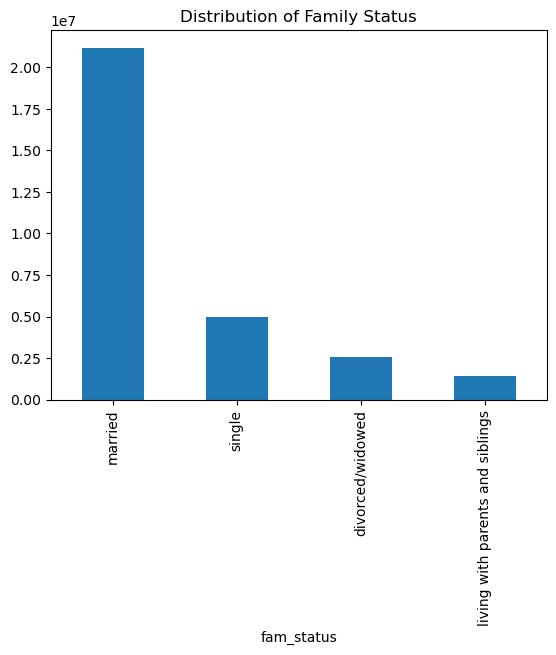 Distribution of Family Status
1e7
2.00
1.75
1.50
1.25
1.00
0.75
0.50
0.25
0.00
married
single
divorced/widowed
living with parents and siblings
fam_status